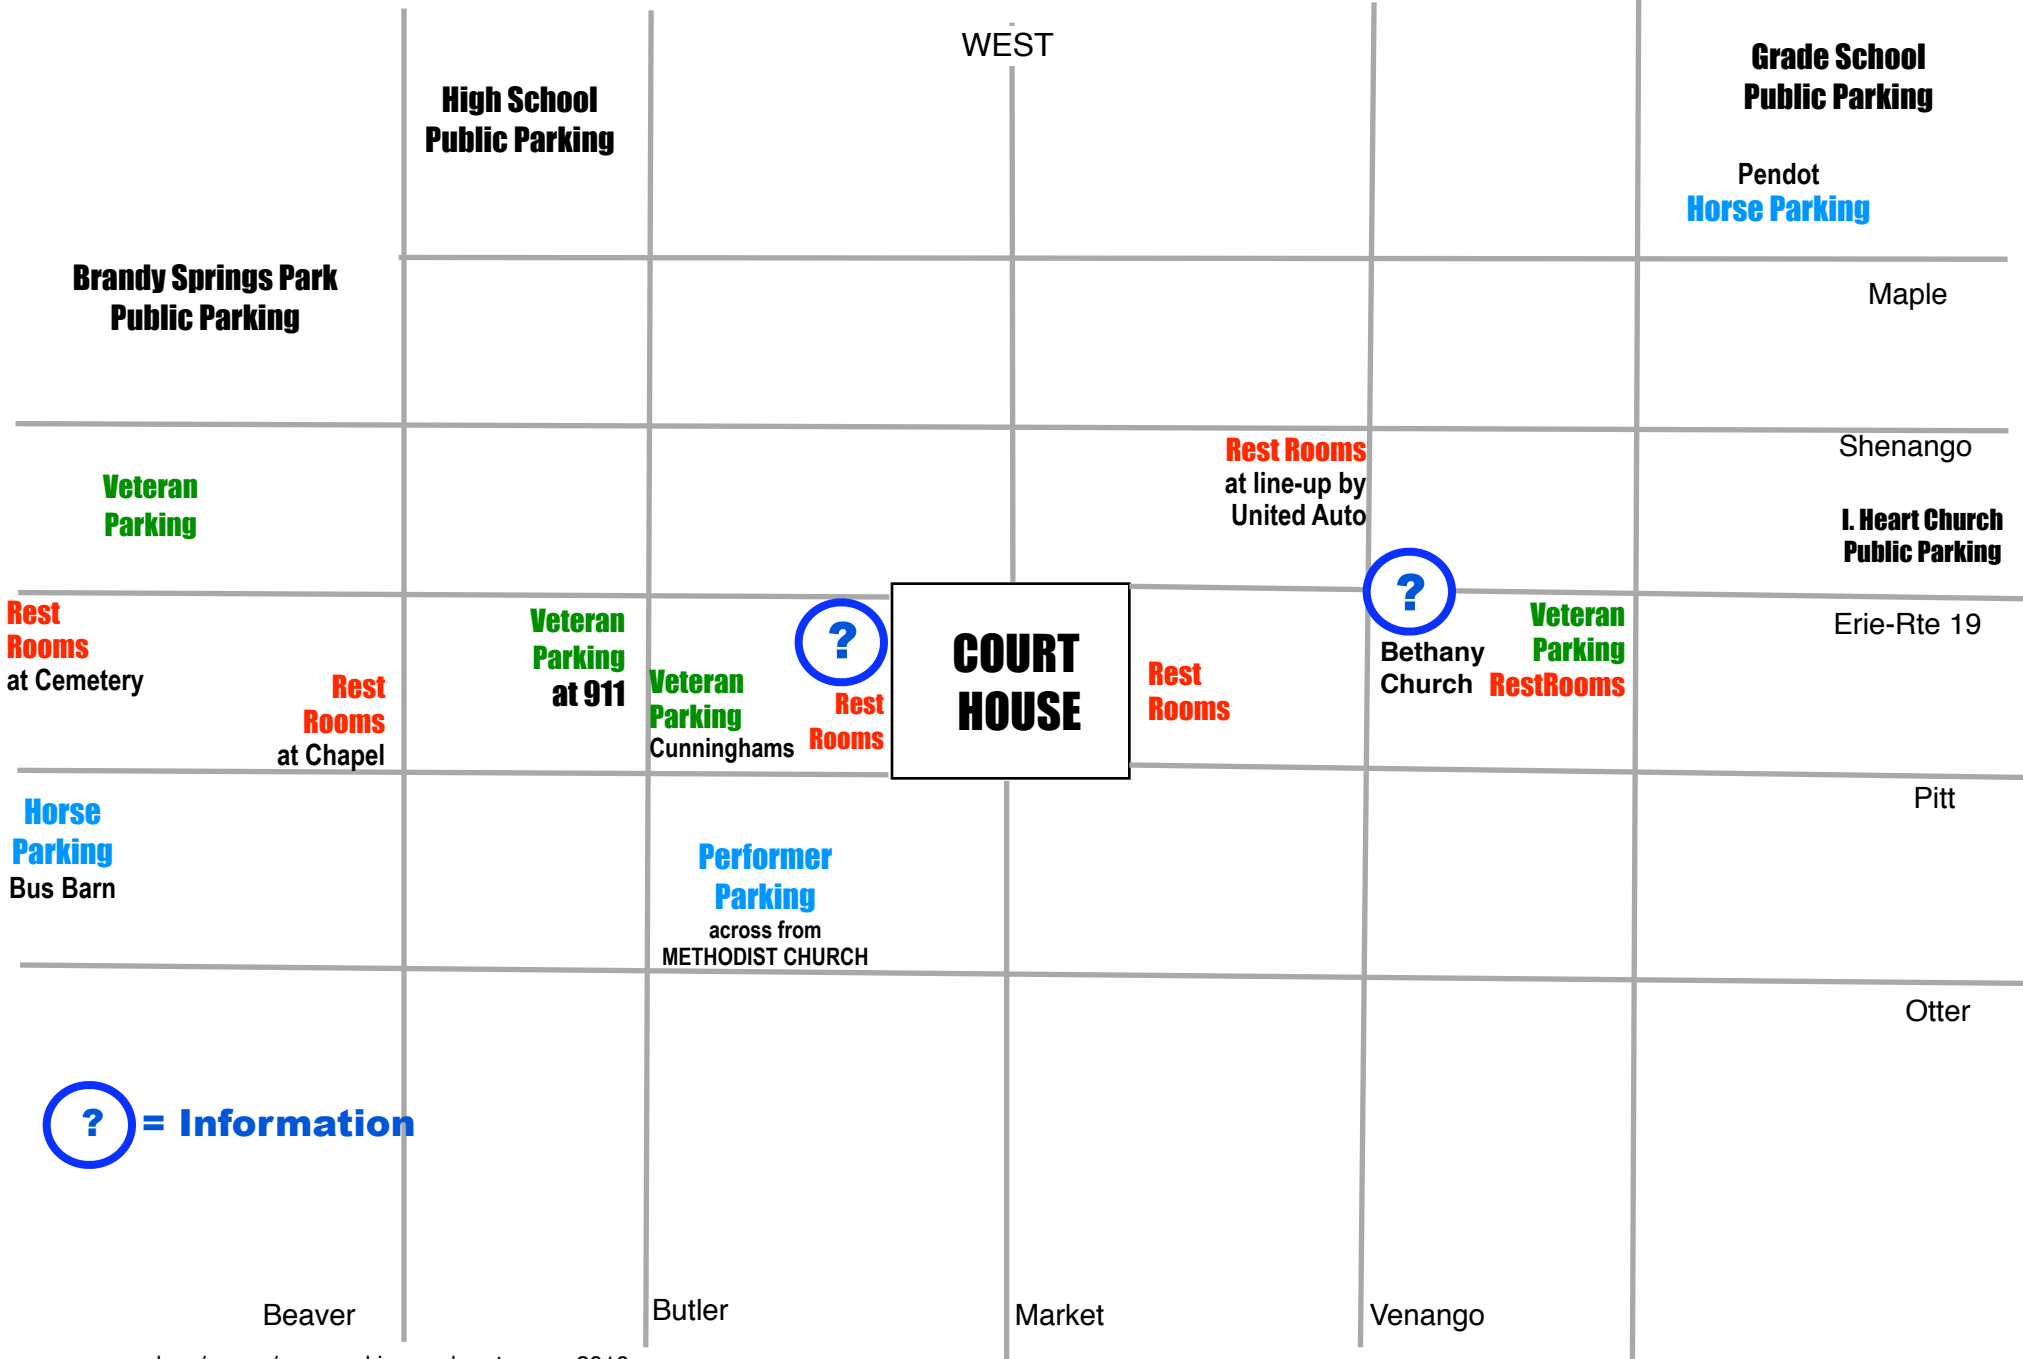 WEST
Grade School
Public Parking
High School
Public Parking
Pendot
Horse Parking
Brandy Springs Park
Public Parking
Maple
Shenango
Rest Rooms
at line-up by
United Auto
Veteran
Parking
I. Heart Church
Public Parking
?
Rest
Rooms
at Cemetery
Rest
Rooms
at Chapel
Veteran
Parking
at 911
Veteran
Parking
Cunninghams
?
Rest
Rooms
COURT
HOUSE
Rest
Rooms
Bethany
Church
Veteran
Parking
RestRooms
Erie-Rte 19
Pitt
Horse
Parking
Bus Barn
Performer
Parking
across from
METHODIST CHURCH
Otter
? = Information
Beaver
Butler
Market
Venango